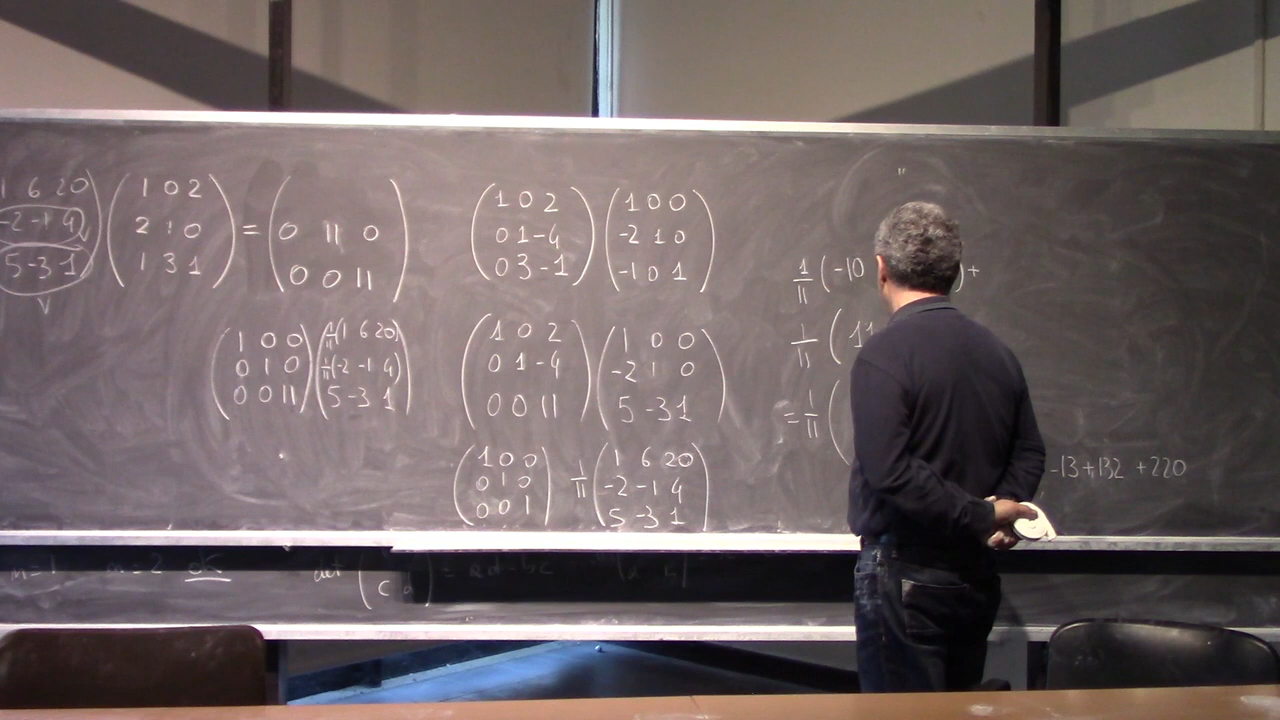 1 6 20 1 0 2
-2 -1 4 2 1 0 = 0 11 0
5 -3 1 1 3 1 0 0 11
1 0 0 1/11(1 6 20)
0 1 0 1/11(-2 -1 4)
0 0 11 5 -3 1
1 0 2 1 0 0
0 1 -4 -2 1 0
0 3 -1 -1 0 1
1 0 2 1 0 0
0 1 -4 -2 1 0
0 0 11 5 -3 1
1 0 0 1/11 1 6 20
0 1 0 -2 -1 4
0 0 1 5 -3 1
1/11 (-10 ) +
1/11 ( 11
= 1/11 (
-13+132 +220
n=1 n=2 ok det ( c d ) = ad-bc